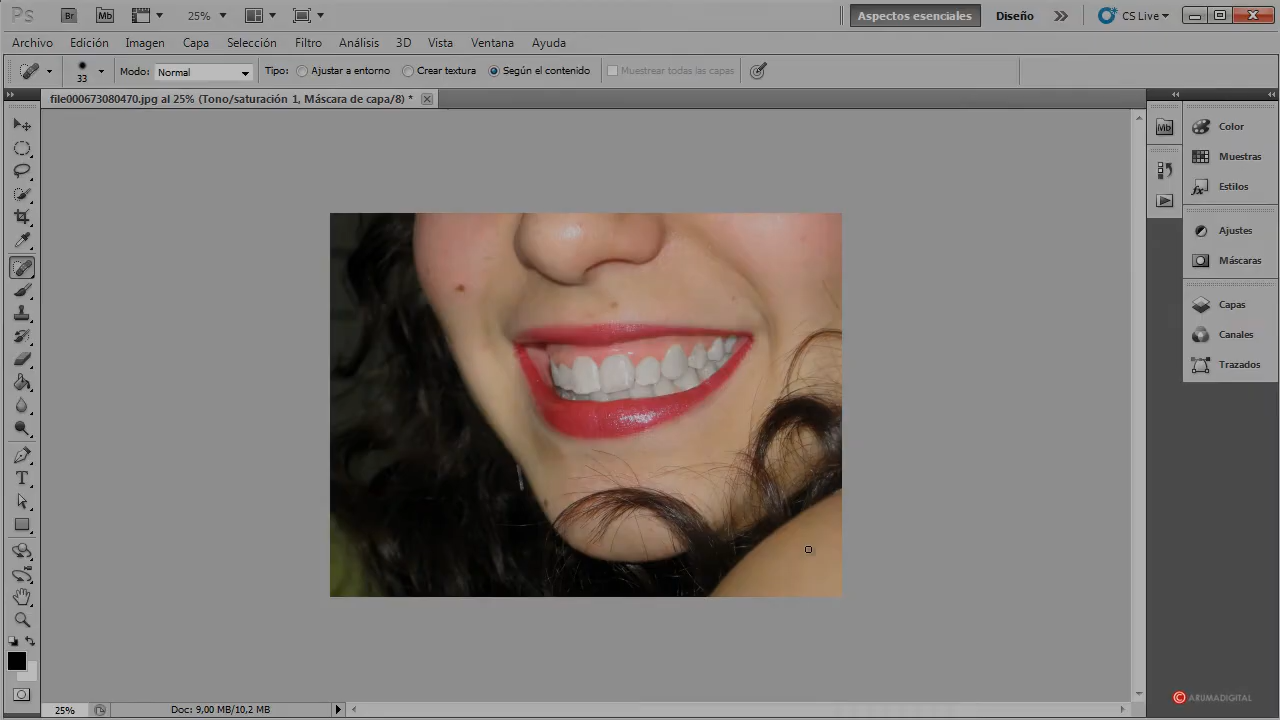 Ps Br Mb 25% Aspectos esenciales Diseño CS Live
Archivo Edición Imagen Capa Selección Filtro Análisis 3D Vista Ventana Ayuda
33 Modo: Normal Tipo: Ajustar a entorno Crear textura Según el contenido Muestrear todas las capas
file000673080470.jpg al 25% (Tono/saturación 1, Máscara de capa/8) *
Mb
Color
Muestras
Estilos
Ajustes
Máscaras
Capas
Canales
Trazados
© ARUMADIGITAL
25% Doc: 9,00 MB/10,2 MB